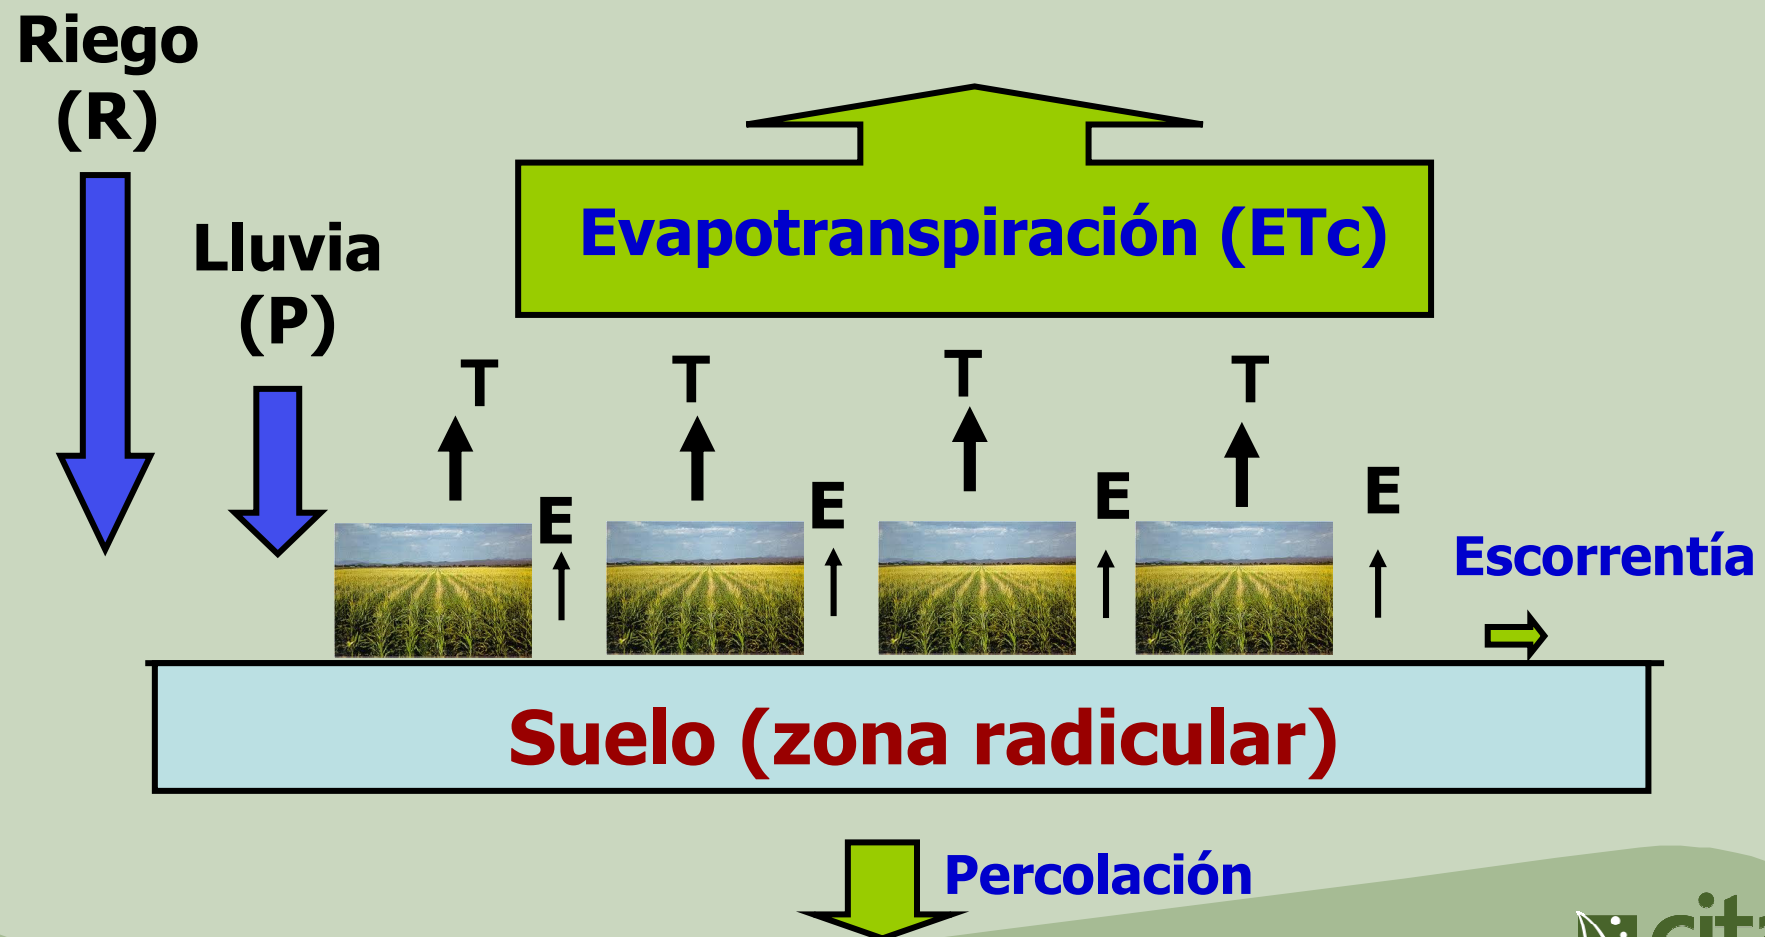 Riego
(R)
Lluvia
(P)
Evapotranspiración (ETc)
T
T
T
T
E
E
E
E
Escorrentía
Suelo (zona radicular)
Percolación